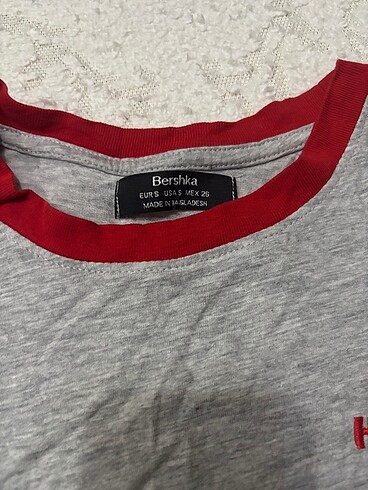 Bershka
EUR S USA S MEX 26
MADE IN BANGLADESH
H